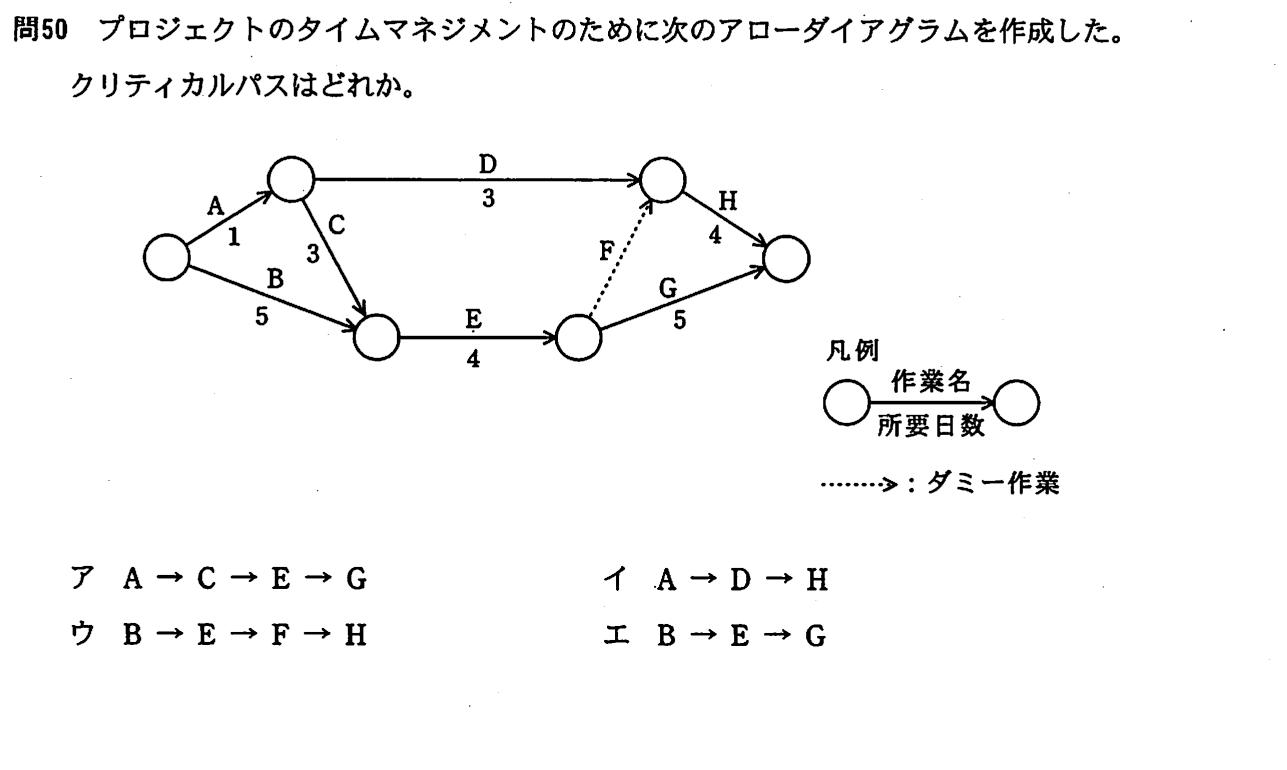 問50 プロジェクトのタイムマネジメントのために次のアローダイアグラムを作成した。
クリティカルパスはどれか。
D
3
A
1
C
3
H
4
F
B
5
G
5
E
4
凡例
作業名
所要日数
：ダミー作業
ア A → C → E → G
イ A → D → H
ウ B → E → F → H
エ B → E → G